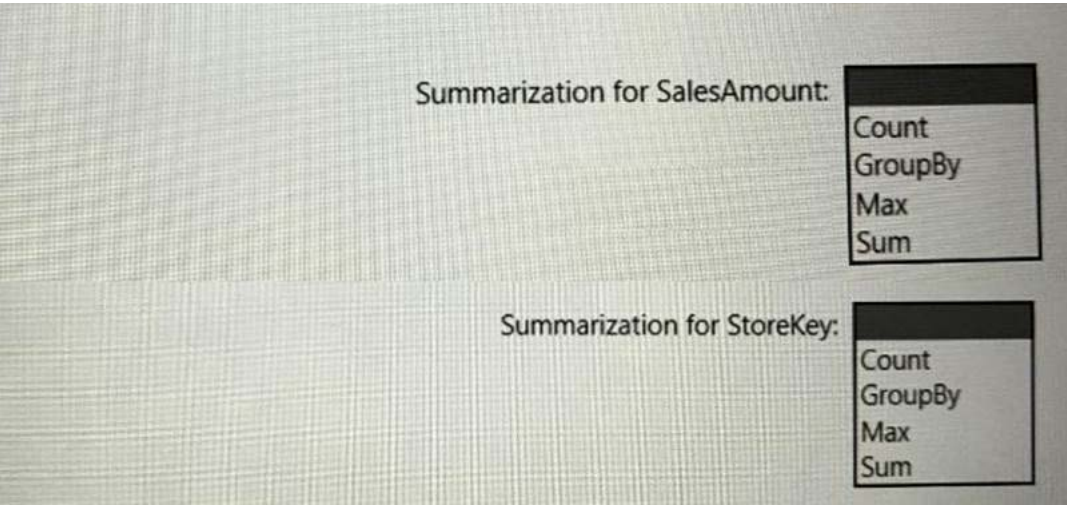 Summarization for SalesAmount:
Count
GroupBy
Max
Sum
Summarization for StoreKey:
Count
GroupBy
Max
Sum